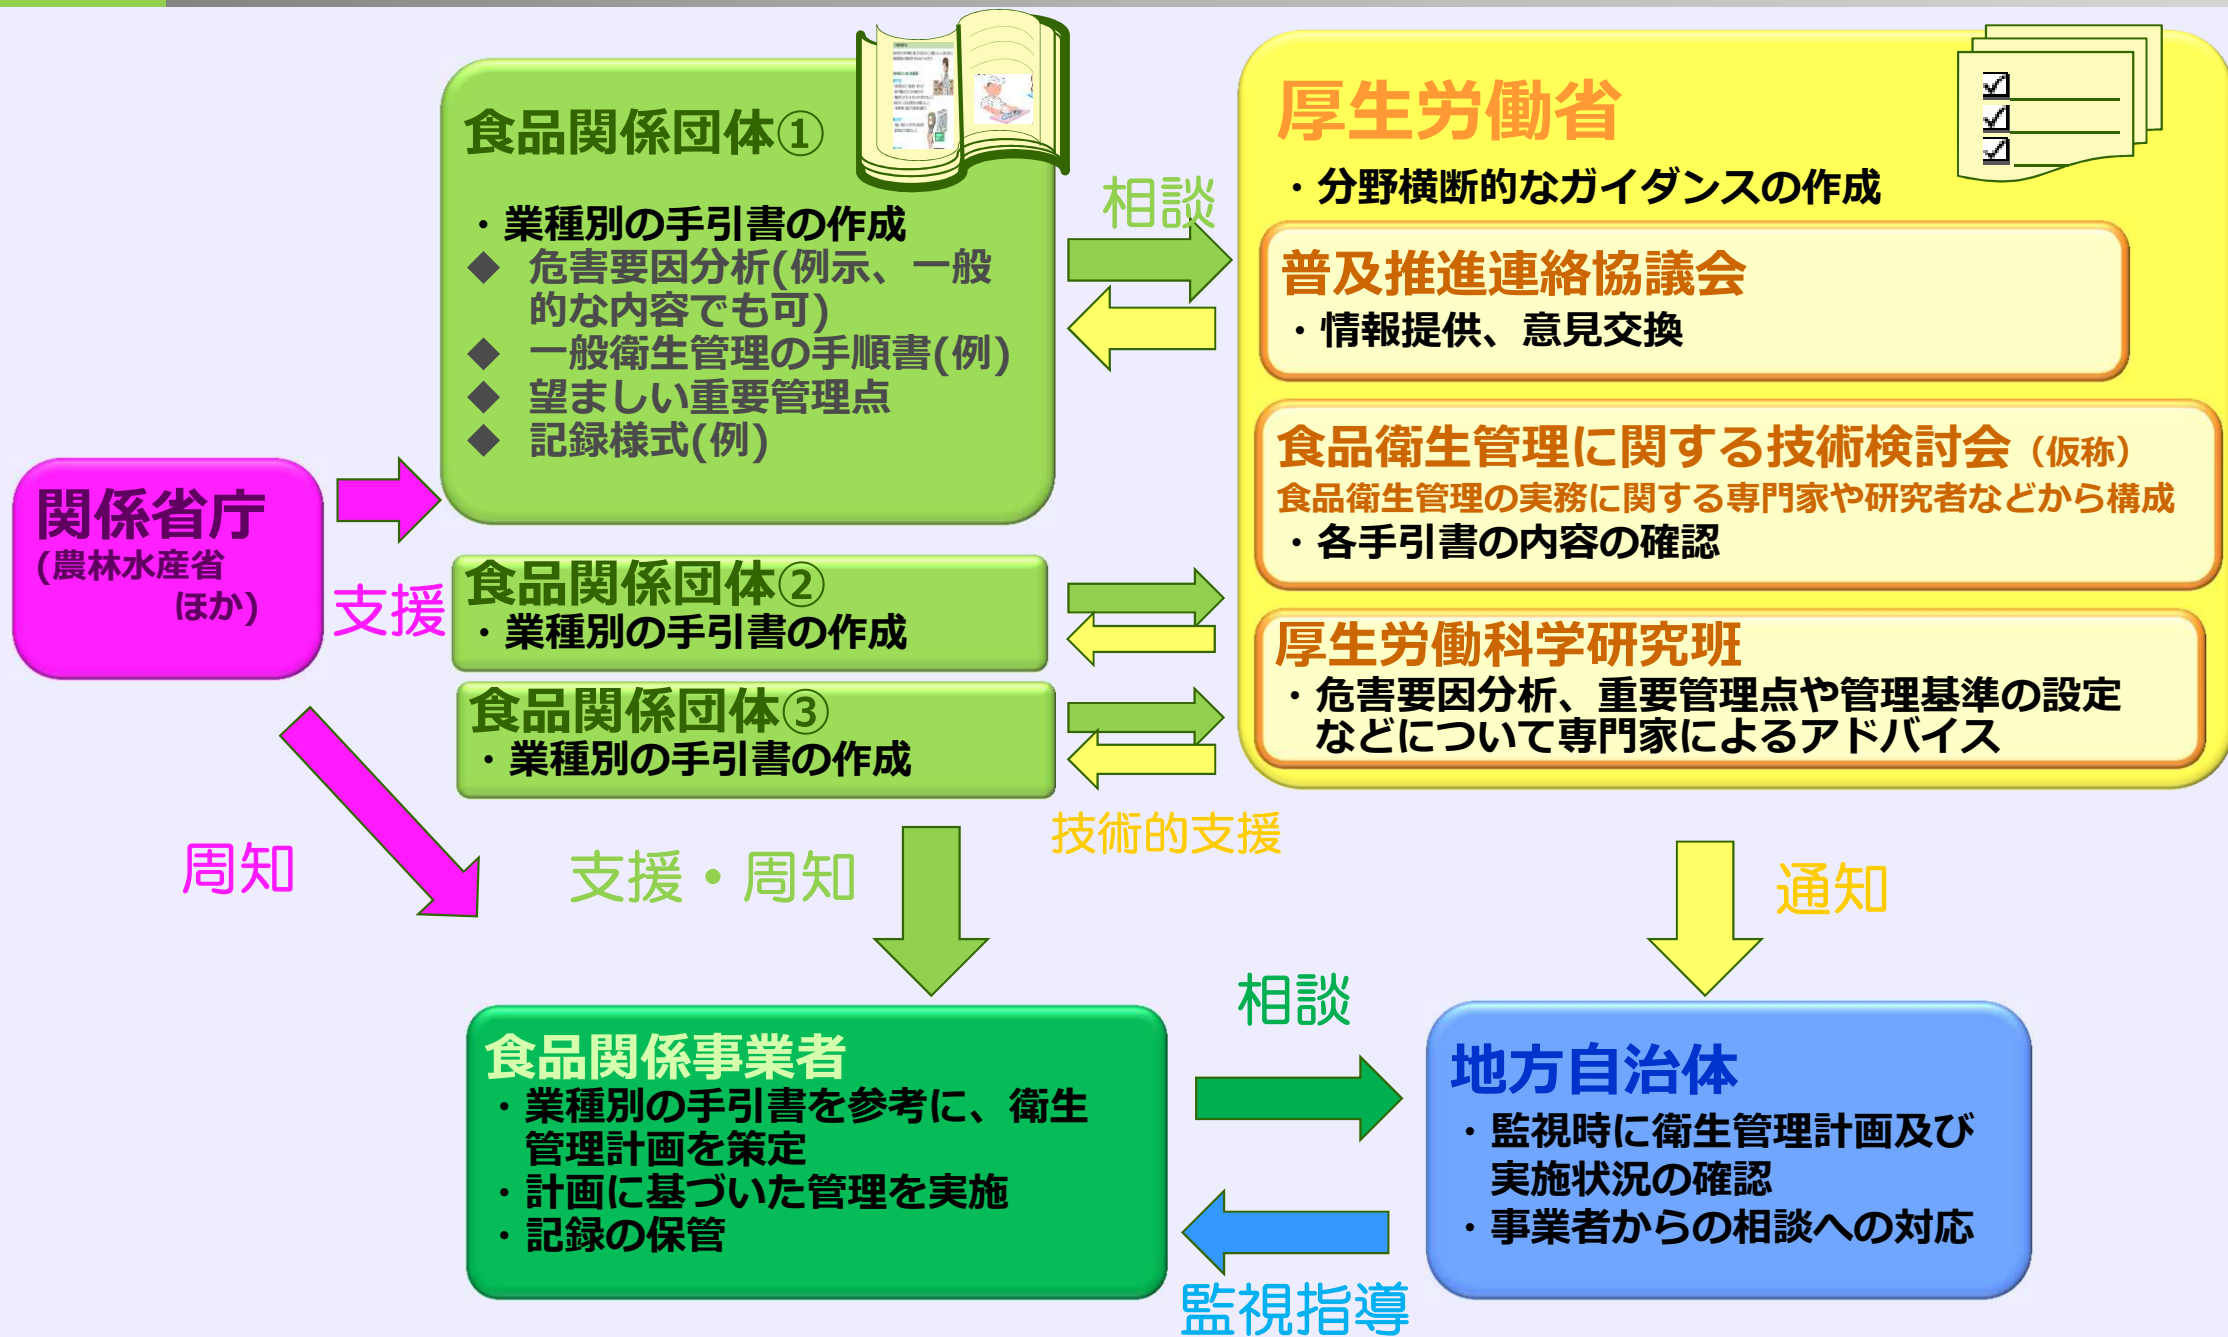 食品関係団体①
・業種別の手引書の作成
◆ 危害要因分析(例示、一般
的な内容でも可)
◆ 一般衛生管理の手順書(例)
◆ 望ましい重要管理点
◆ 記録様式(例)
相談
厚生労働省
・分野横断的なガイダンスの作成
普及推進連絡協議会
・情報提供、意見交換
食品衛生管理に関する技術検討会（仮称）
食品衛生管理の実務に関する専門家や研究者などから構成
・各手引書の内容の確認
厚生労働科学研究班
・危害要因分析、重要管理点や管理基準の設定
などについて専門家によるアドバイス
関係省庁
(農林水産省
ほか)
支援
食品関係団体②
・業種別の手引書の作成
食品関係団体③
・業種別の手引書の作成
技術的支援
周知
支援・周知
通知
食品関係事業者
・業種別の手引書を参考に、衛生
管理計画を策定
・計画に基づいた管理を実施
・記録の保管
相談
監視指導
地方自治体
・監視時に衛生管理計画及び
実施状況の確認
・事業者からの相談への対応